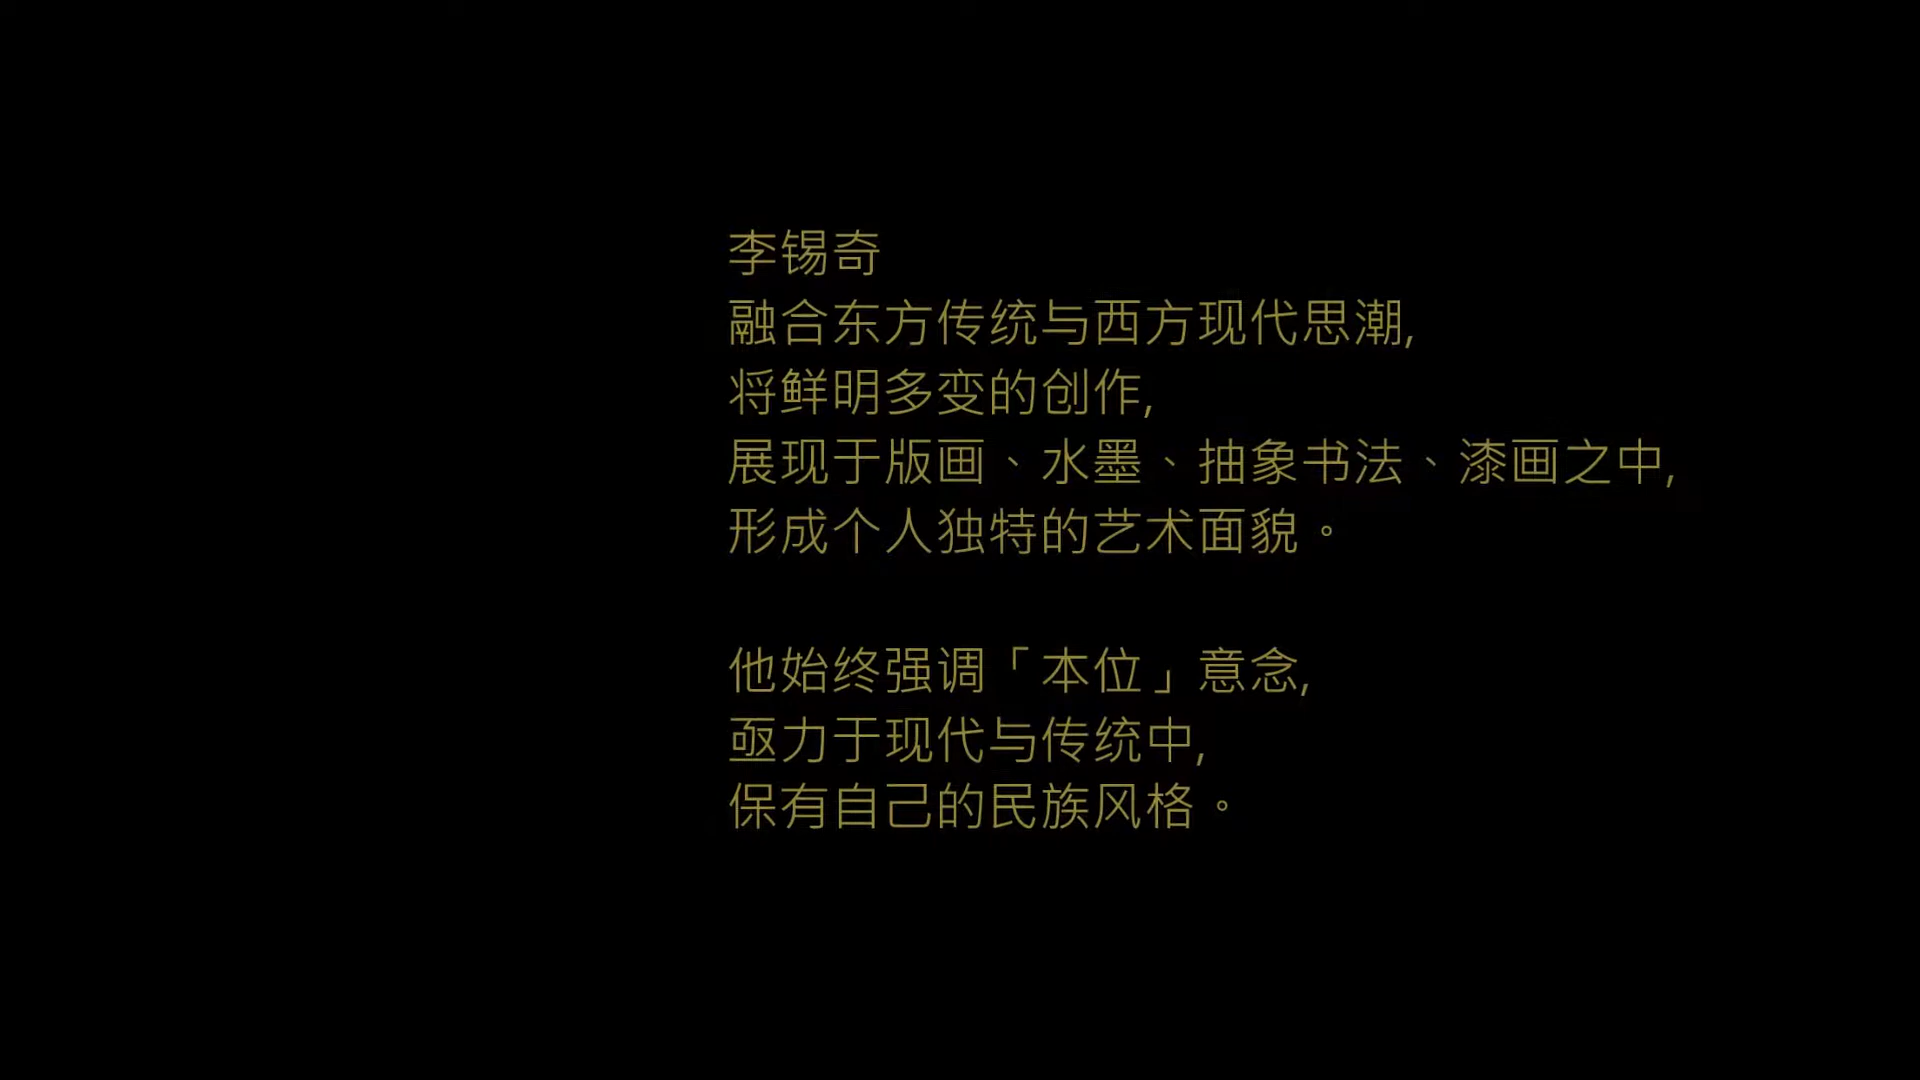 李锡奇
融合东方传统与西方现代思潮,
将鲜明多变的创作,
展现于版画、水墨、抽象书法、漆画之中,
形成个人独特的艺术面貌。
他始终强调「本位」意念,
亟力于现代与传统中,
保有自己的民族风格。